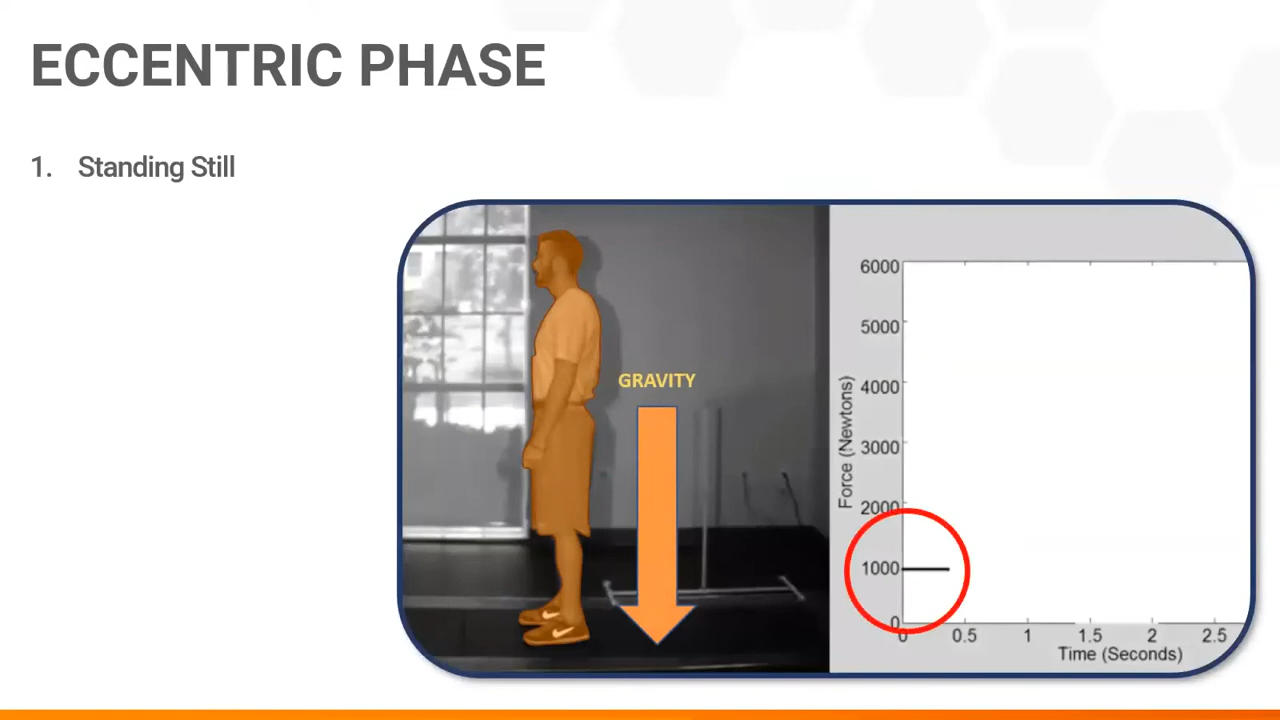 ECCENTRIC PHASE
1. Standing Still
GRAVITY
6000
5000
4000
3000
2000
1000
0
Force (Newtons)
0 0.5 1 1.5 2 2.5
Time (Seconds)